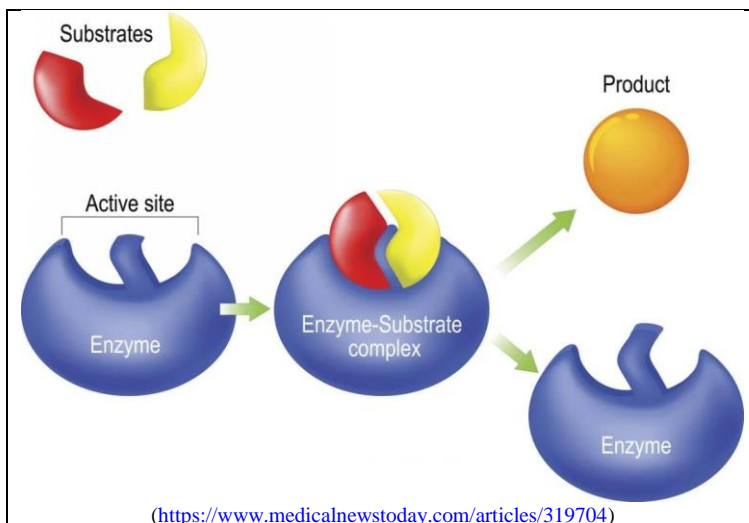 Substrates
Product
Active site
Enzyme
Enzyme-Substrate
complex
Enzyme
(https://www.medicalnewstoday.com/articles/319704)